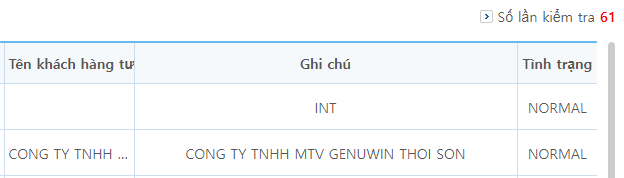 Số lần kiểm tra 61
Tên khách hàng tư Ghi chú Tình trạng
INT NORMAL
CONG TY TNHH ... CONG TY TNHH MTV GENUWIN THOI SON NORMAL